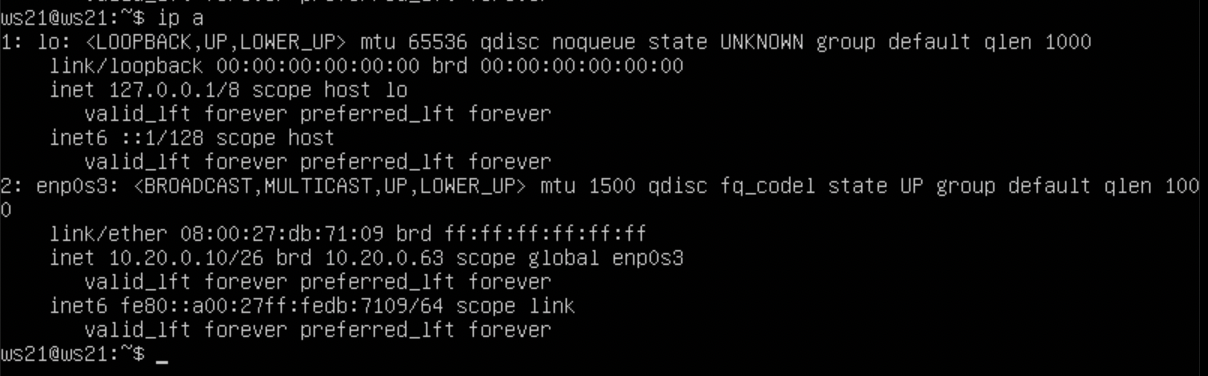 ws21@ws21:~$ ip a
1: lo: <LOOPBACK,UP,LOWER_UP> mtu 65536 qdisc noqueue state UNKNOWN group default qlen 1000
    link/loopback 00:00:00:00:00:00 brd 00:00:00:00:00:00
    inet 127.0.0.1/8 scope host lo
       valid_lft forever preferred_lft forever
    inet6 ::1/128 scope host
       valid_lft forever preferred_lft forever
2: enp0s3: <BROADCAST,MULTICAST,UP,LOWER_UP> mtu 1500 qdisc fq_codel state UP group default qlen 100
0
    link/ether 08:00:27:db:71:09 brd ff:ff:ff:ff:ff:ff
    inet 10.20.0.10/26 brd 10.20.0.63 scope global enp0s3
       valid_lft forever preferred_lft forever
    inet6 fe80::a00:27ff:fedb:7109/64 scope link
       valid_lft forever preferred_lft forever
ws21@ws21:~$ _